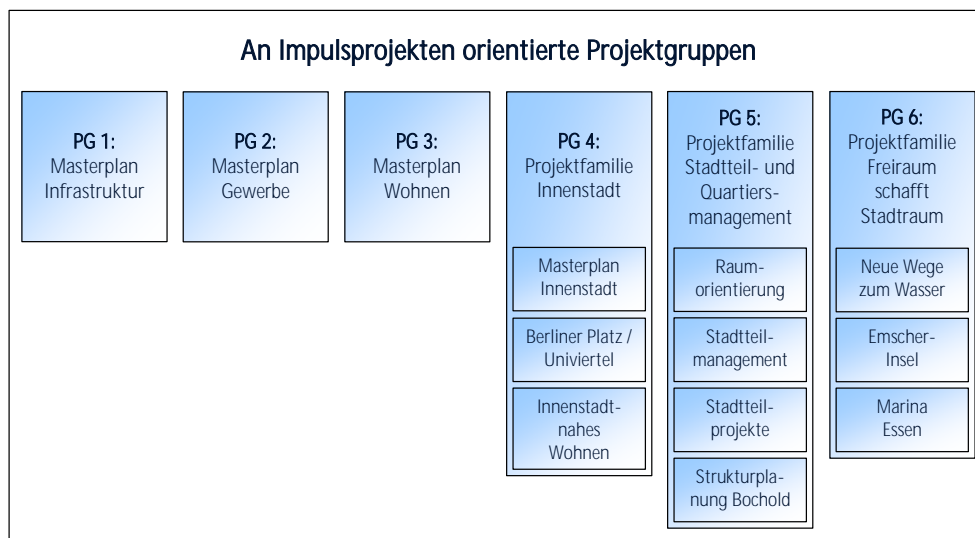 An Impulsprojekten orientierte Projektgruppen
PG 1:
Masterplan
Infrastruktur
PG 2:
Masterplan
Gewerbe
PG 3:
Masterplan
Wohnen
PG 4:
Projektfamilie
Innenstadt
Masterplan
Innenstadt
Berliner Platz /
Univiertel
Innenstadt-
nahes
Wohnen
PG 5:
Projektfamilie
Stadtteil- und
Quartiers-
management
Raum-
orientierung
Stadtteil-
management
Stadtteil-
projekte
Strukturpla-
nung Bochold
PG 6:
Projektfamilie
Freiraum
schafft
Stadtraum
Neue Wege
zum Wasser
Emscher-
Insel
Marina
Essen